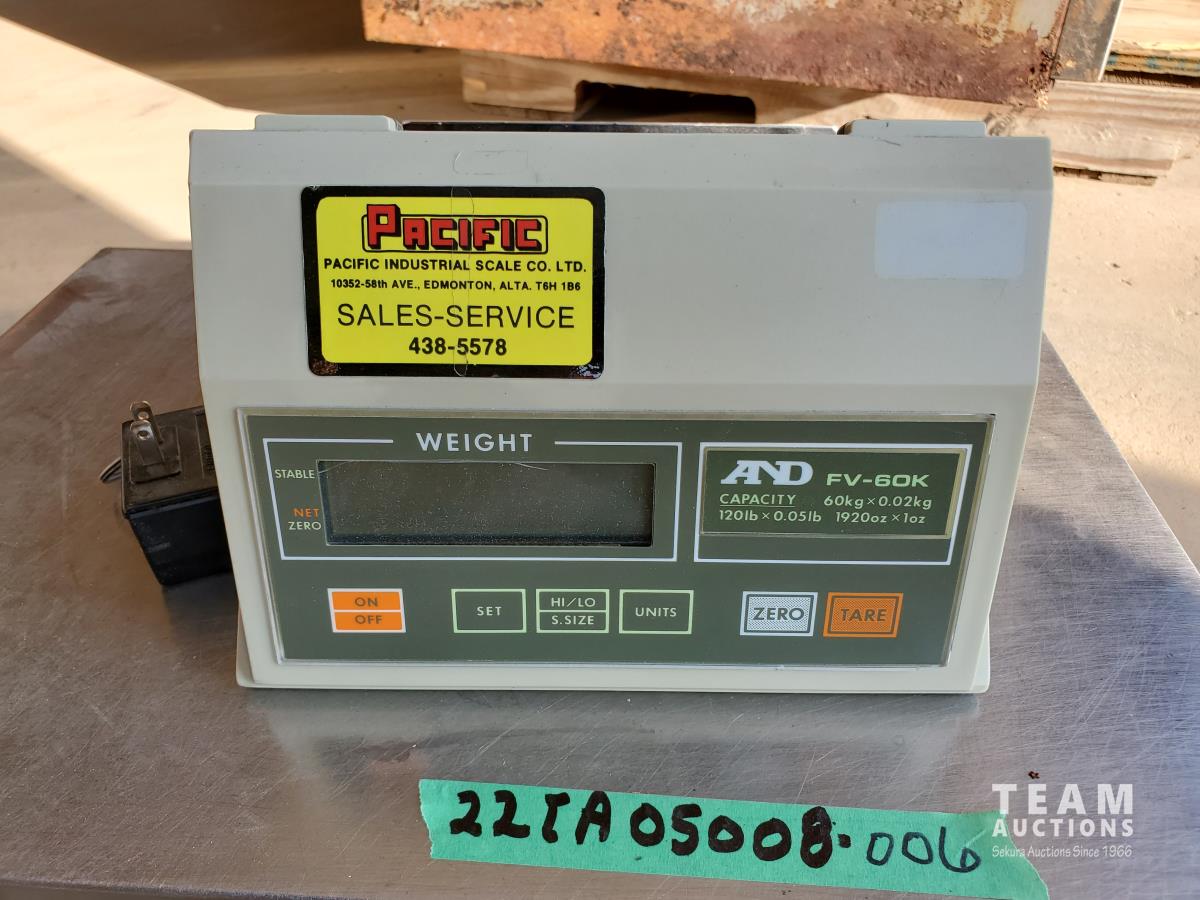 PACIFIC
PACIFIC INDUSTRIAL SCALE CO. LTD.
10352-58th AVE., EDMONTON, ALTA. T6H 1B6
SALES-SERVICE
438-5578
WEIGHT
STABLE
NET
ZERO
AND FV-60K
CAPACITY 60kg×0.02kg
120lb×0.05lb 1920oz×1oz
ON
OFF
SET
HI/LO
S.SIZE
UNITS
ZERO
TARE
22TA05008-006
TEAM
AUCTIONS
Sekura Auctions Since 1966